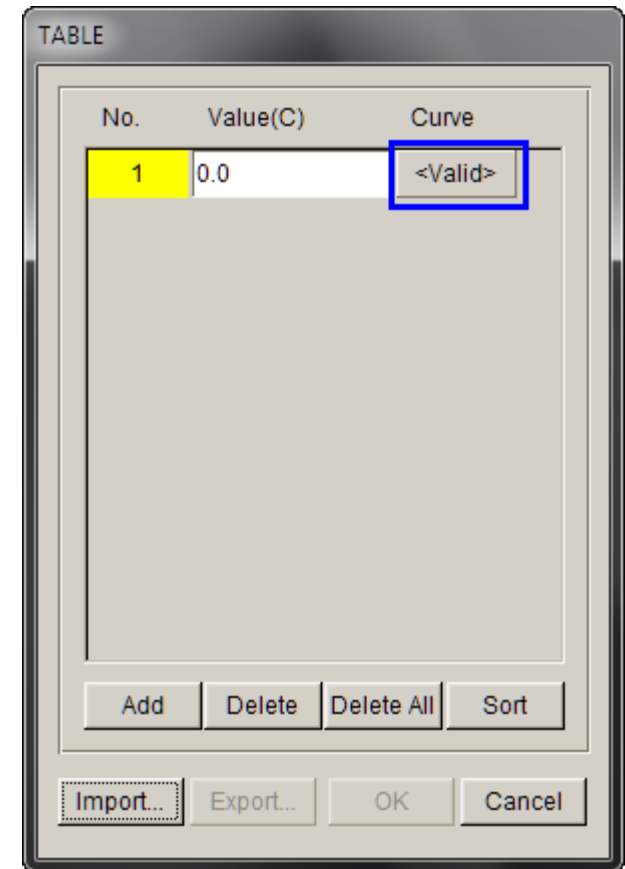 TABLE
No. Value(C) Curve
1 0.0 <Valid>
Add Delete Delete All Sort
Import... Export... OK Cancel